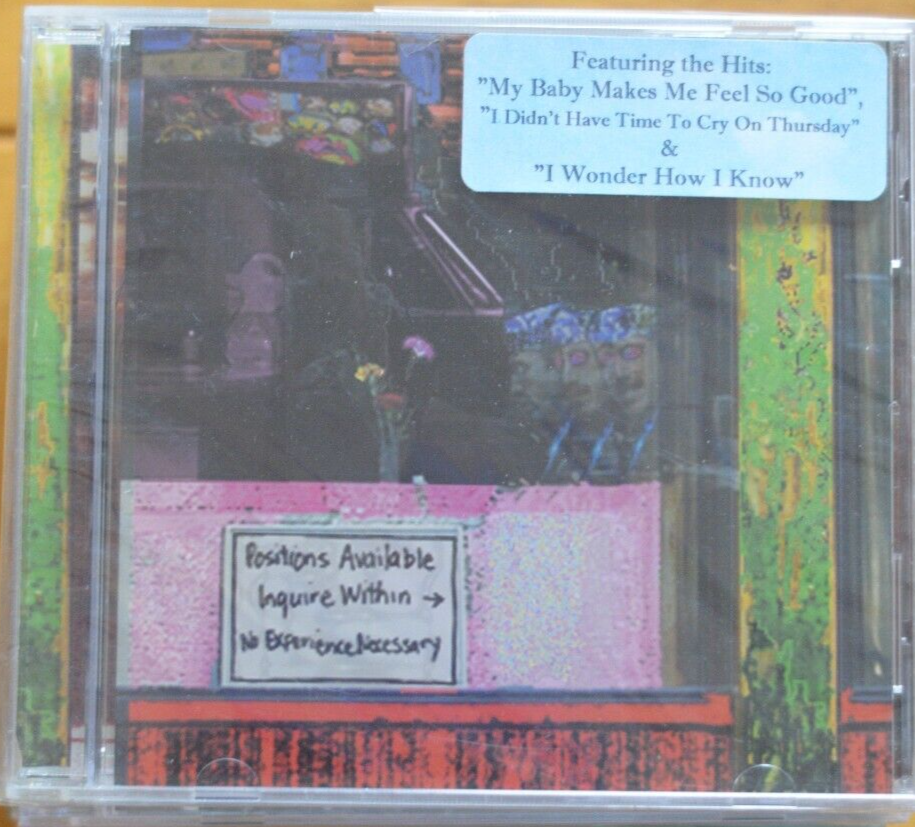 Featuring the Hits:
"My Baby Makes Me Feel So Good",
"I Didn't Have Time To Cry On Thursday"
&
"I Wonder How I Know"
Positions Available
Inquire Within →
No Experience Necessary